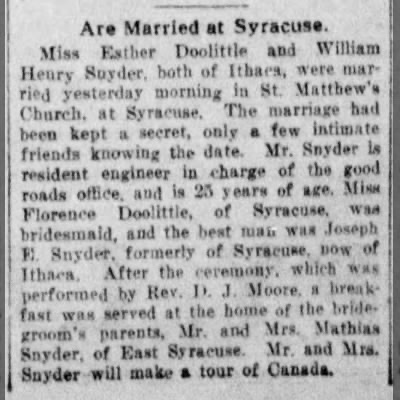 Are Married at Syracuse.
Miss Esther Doolittle and William
Henry Snyder, both of Ithaca, were mar-
ried yesterday morning in St. Matthew's
Church, at Syracuse. The marriage had
been kept a secret, only a few intimate
friends knowing the date. Mr. Snyder is
resident engineer in charge of the good
roads office, and is 25 years of age. Miss
Florence Doolittle, of Syracuse, was
bridesmaid, and the best man was Joseph
E. Snyder, formerly of Syracuse, now of
Ithaca. After the ceremony, which was
performed by Rev. D. J. Moore, a break-
fast was served at the home of the bride-
groom's parents, Mr. and Mrs. Mathias
Snyder, of East Syracuse. Mr. and Mrs.
Snyder will make a tour of Canada.